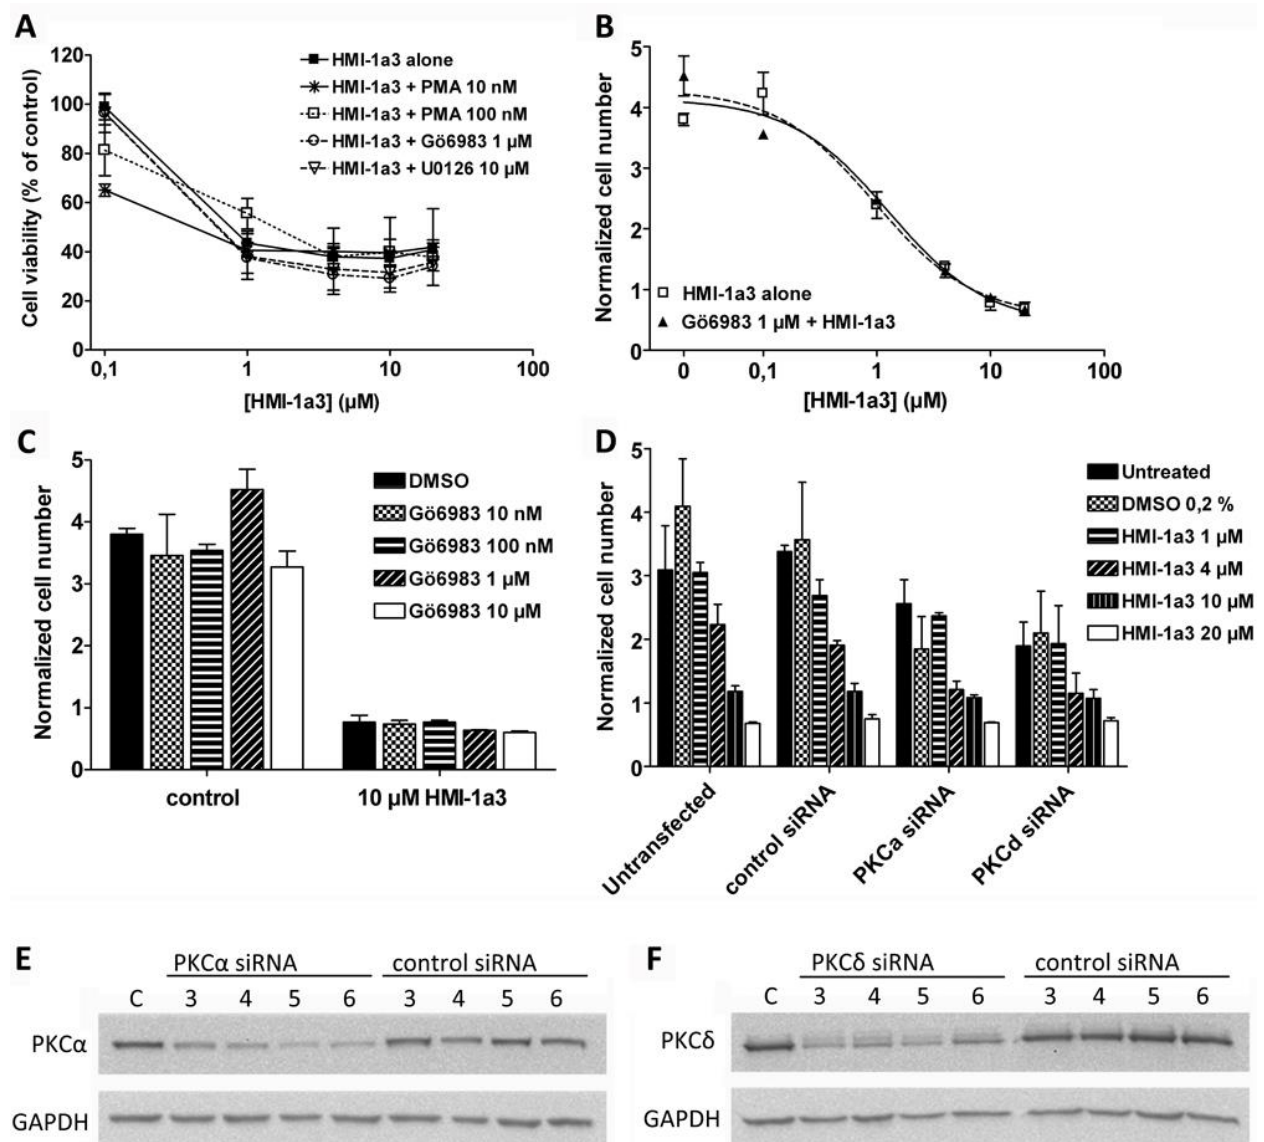 A
120
100
80
60
40
20
0
Cell viability (% of control)
HMI-1a3 alone
HMI-1a3 + PMA 10 nM
HMI-1a3 + PMA 100 nM
HMI-1a3 + Gö6983 1 µM
HMI-1a3 + U0126 10 µM
0,1
1
10
100
[HMI-1a3] (µM)
B
5
4
3
2
1
0
Normalized cell number
HMI-1a3 alone
Gö6983 1 µM + HMI-1a3
0
0,1
1
10
100
[HMI-1a3] (µM)
C
5
4
3
2
1
0
Normalized cell number
DMSO
Gö6983 10 nM
Gö6983 100 nM
Gö6983 1 µM
Gö6983 10 µM
control
10 µM HMI-1a3
D
5
4
3
2
1
0
Normalized cell number
Untreated
DMSO 0,2 %
HMI-1a3 1 µM
HMI-1a3 4 µM
HMI-1a3 10 µM
HMI-1a3 20 µM
Untransfected
control siRNA
PKCa siRNA
PKCd siRNA
E
PKCα siRNA
control siRNA
C 3 4 5 6 3 4 5 6
PKCα
GAPDH
F
PKCδ siRNA
control siRNA
C 3 4 5 6 3 4 5 6
PKCδ
GAPDH